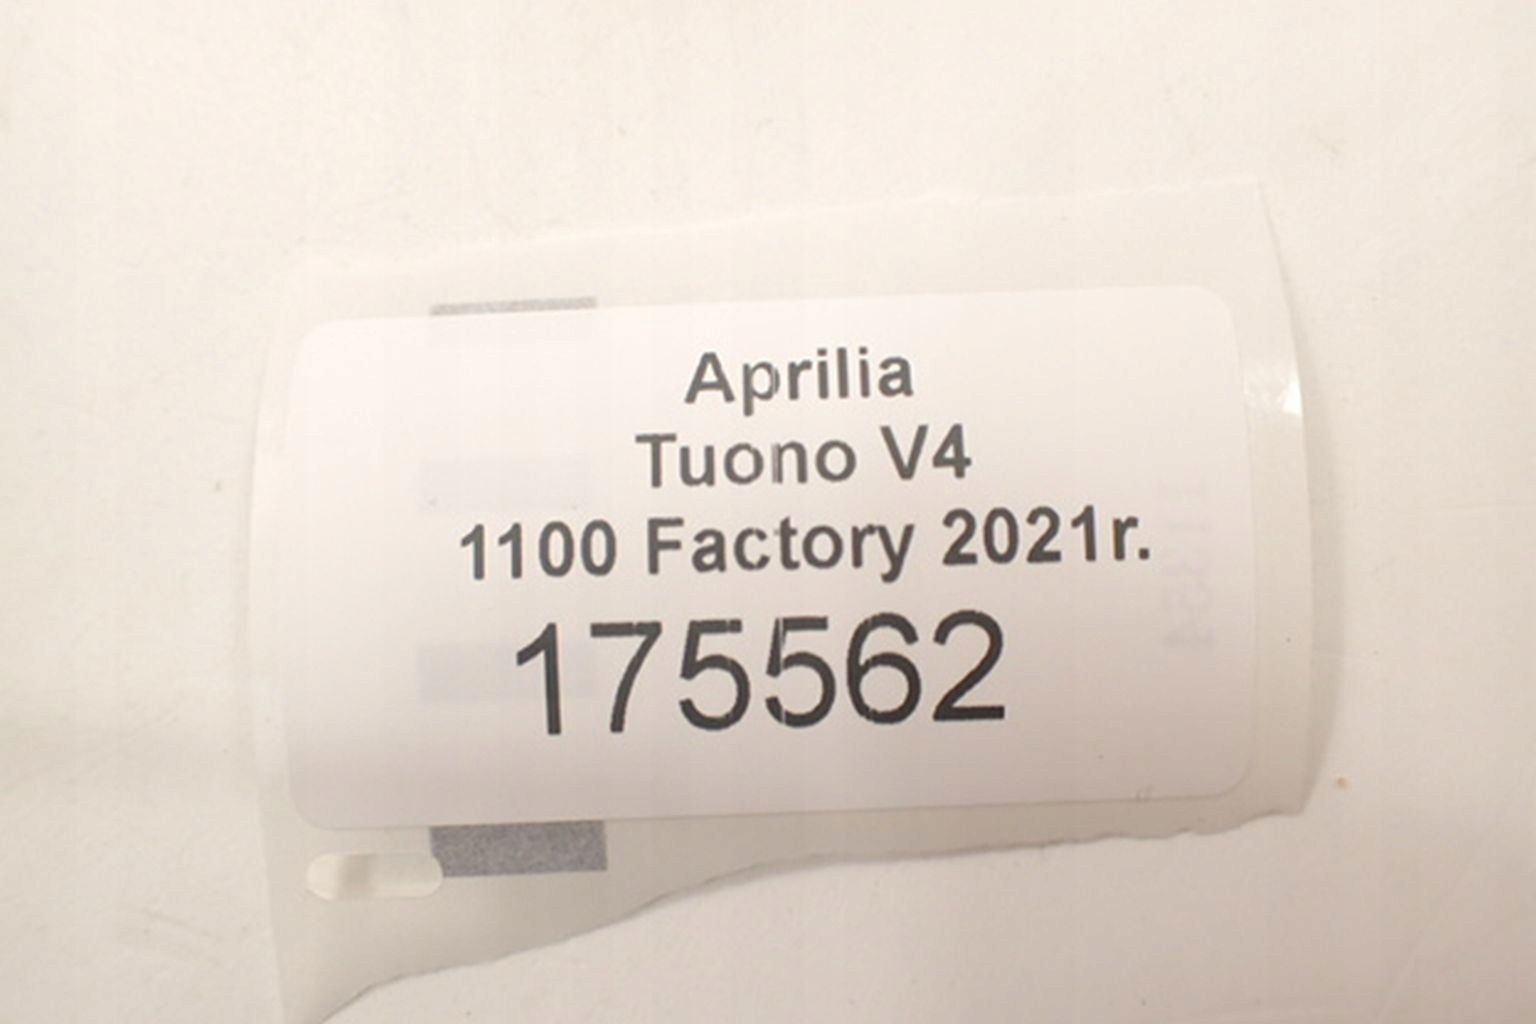 Aprilia
Tuono V4
1100 Factory 2021r.
175562